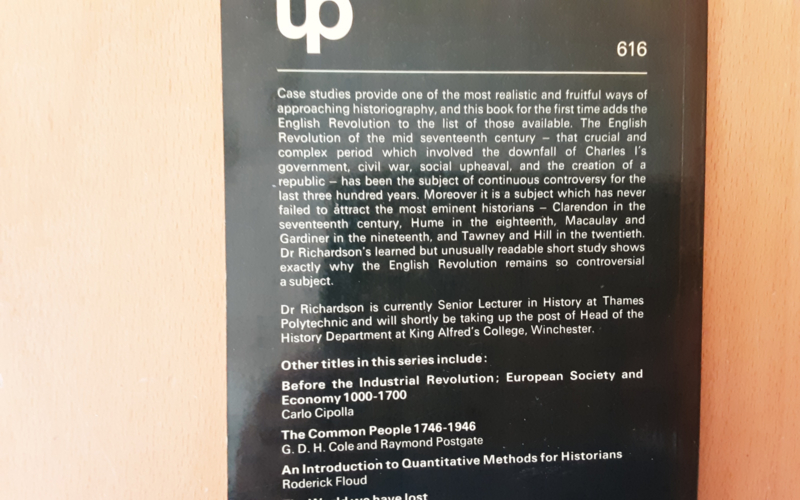 up
616
Case studies provide one of the most realistic and fruitful ways of
approaching historiography, and this book for the first time adds the
English Revolution to the list of those available. The English
Revolution of the mid seventeenth century – that crucial and
complex period which involved the downfall of Charles I's
government, civil war, social upheaval, and the creation of a
republic – has been the subject of continuous controversy for the
last three hundred years. Moreover it is a subject which has never
failed to attract the most eminent historians – Clarendon in the
seventeenth century, Hume in the eighteenth, Macaulay and
Gardiner in the nineteenth, and Tawney and Hill in the twentieth.
Dr Richardson's learned but unusually readable short study shows
exactly why the English Revolution remains so controversial
a subject.
Dr Richardson is currently Senior Lecturer in History at Thames
Polytechnic and will shortly be taking up the post of Head of the
History Department at King Alfred's College, Winchester.
Other titles in this series include:
Before the Industrial Revolution; European Society and
Economy 1000-1700
Carlo Cipolla
The Common People 1746-1946
G. D. H. Cole and Raymond Postgate
An Introduction to Quantitative Methods for Historians
Roderick Floud
The World we have lost